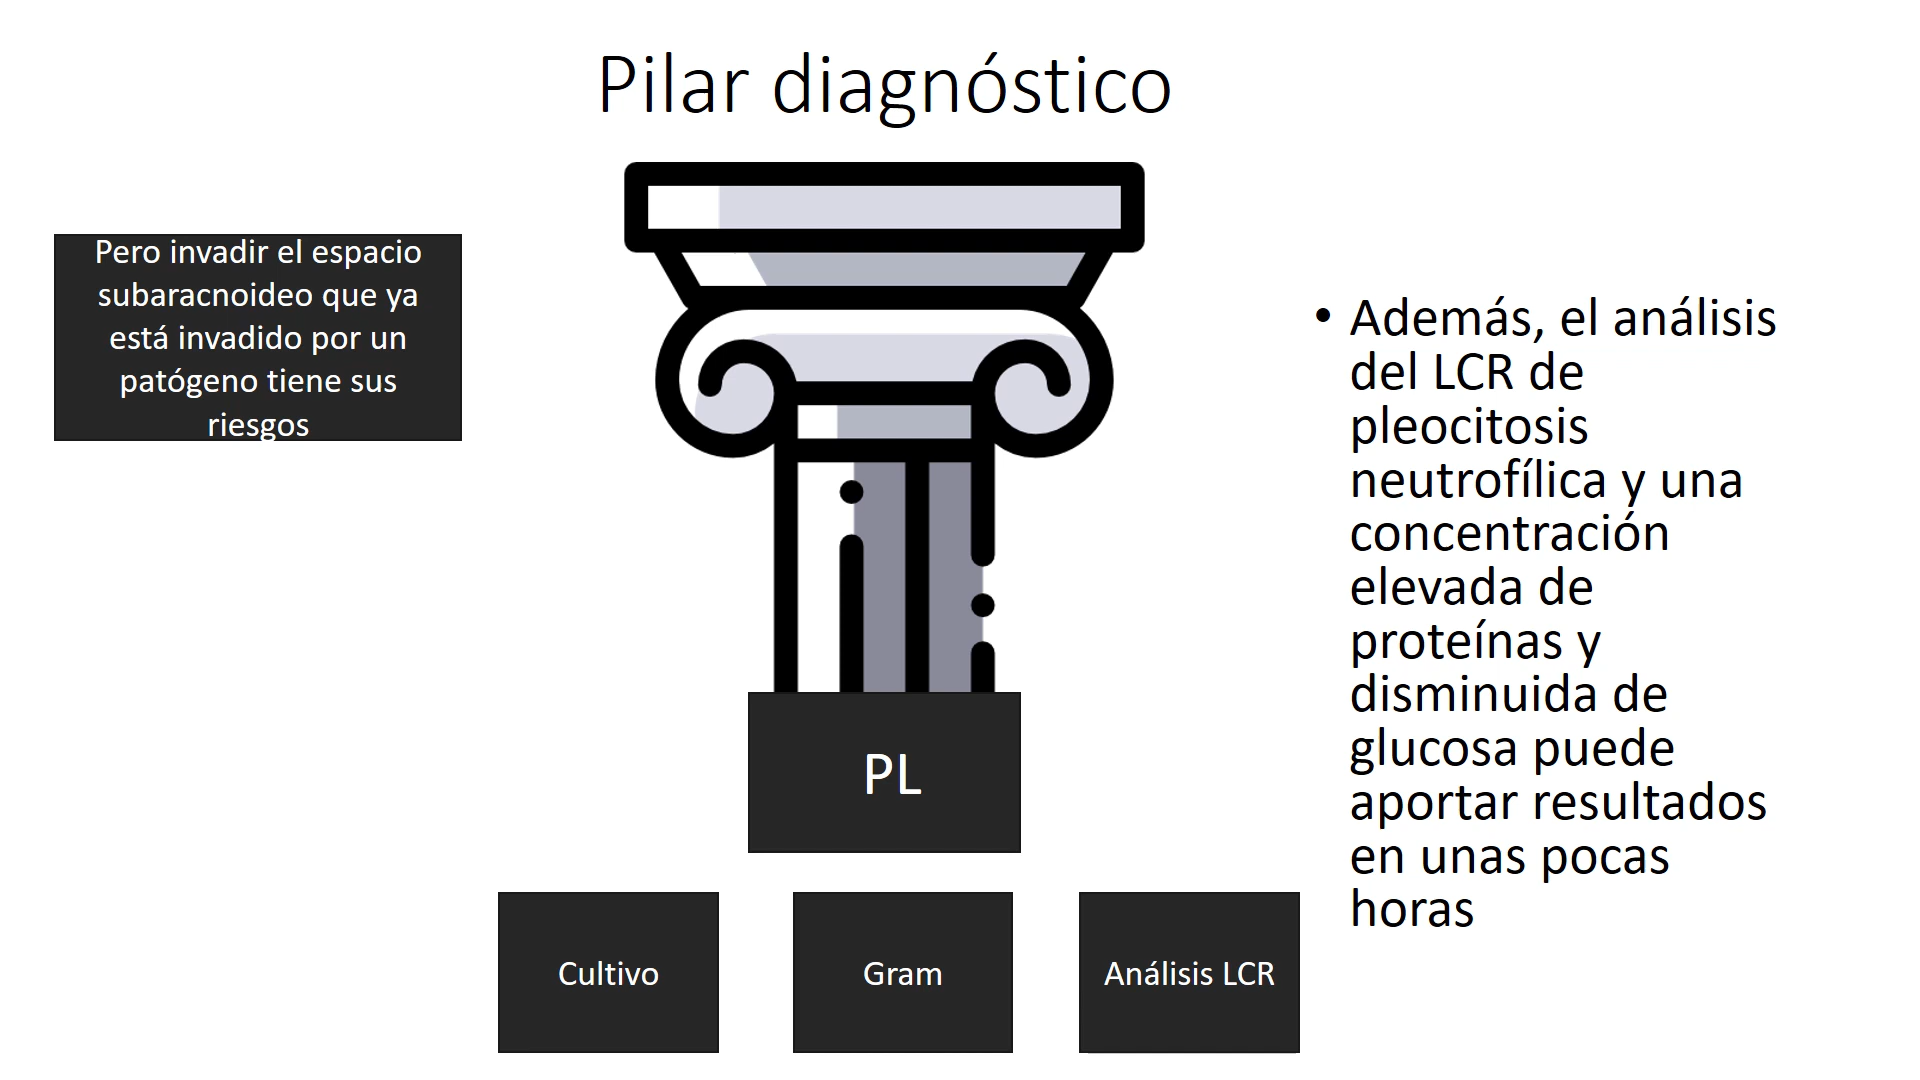 Pilar diagnóstico
Pero invadir el espacio
subaracnoideo que ya
está invadido por un
patógeno tiene sus
riesgos
• Además, el análisis
del LCR de
pleocitosis
neutrofílica y una
concentración
elevada de
proteínas y
disminuida de
glucosa puede
aportar resultados
en unas pocas
horas
PL
Cultivo
Gram
Análisis LCR